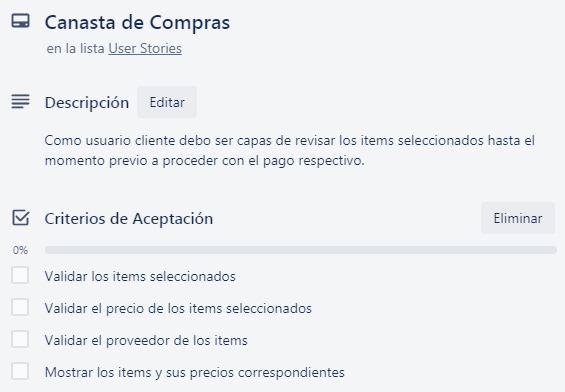 Canasta de Compras
en la lista User Stories
Descripción Editar
Como usuario cliente debo ser capas de revisar los items seleccionados hasta el
momento previo a proceder con el pago respectivo.
Criterios de Aceptación Eliminar
0%
Validar los items seleccionados
Validar el precio de los items seleccionados
Validar el proveedor de los items
Mostrar los items y sus precios correspondientes